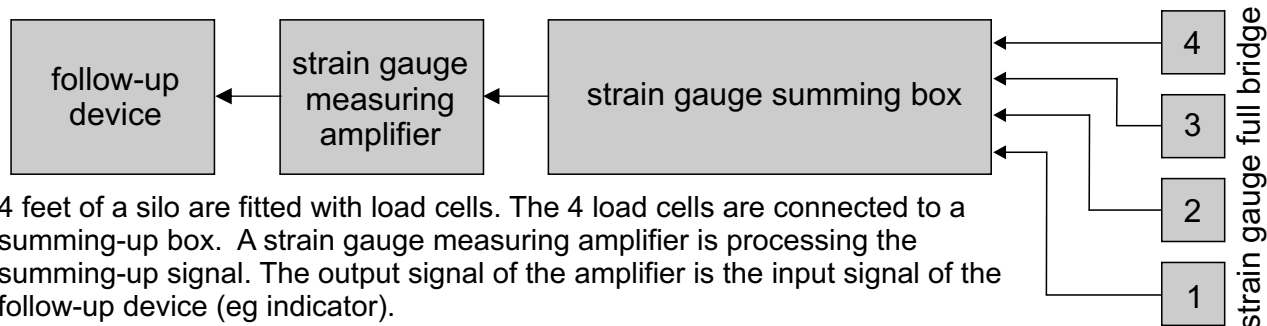 follow-up
device
strain gauge
measuring
amplifier
strain gauge summing box
4
3
2
1
strain gauge full bridge
4 feet of a silo are fitted with load cells. The 4 load cells are connected to a
summing-up box.  A strain gauge measuring amplifier is processing the
summing-up signal. The output signal of the amplifier is the input signal of the
follow-up device (eg indicator).